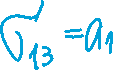 σ₁₃ = a₁